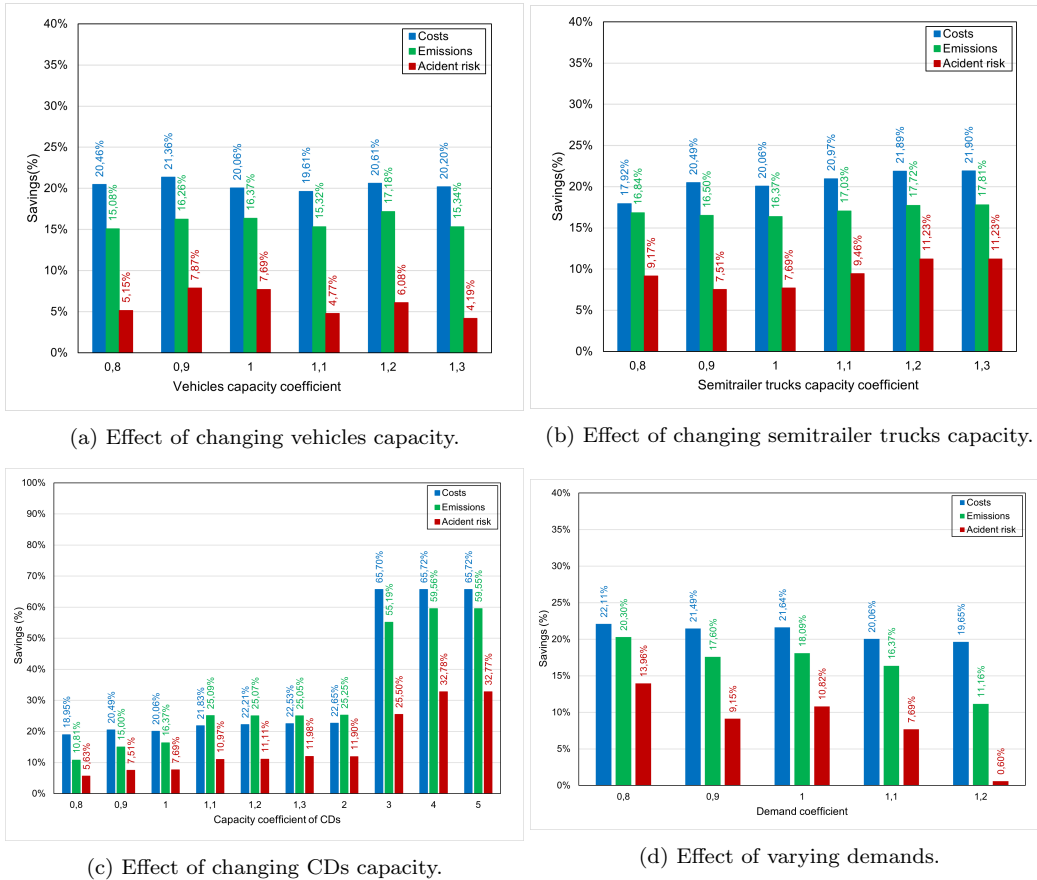 40%
35%
30%
25%
20%
15%
10%
5%
0%
Savings(%)
Costs
Emissions
Acident risk
20,46% 15,08% 5,15% 21,36% 16,26% 7,87% 20,06% 16,37% 7,69% 19,61% 15,32% 4,77% 20,61% 17,18% 6,08% 20,20% 15,34% 4,19%
0,8 0,9 1 1,1 1,2 1,3
Vehicles capacity coefficient
(a) Effect of changing vehicles capacity.
40%
35%
30%
25%
20%
15%
10%
5%
0%
Savings(%)
Costs
Emissions
Acident risk
17,92% 16,84% 9,17% 20,49% 16,50% 7,51% 20,06% 16,37% 7,69% 20,97% 17,03% 9,46% 21,89% 17,72% 11,23% 21,90% 17,81% 11,23%
0,8 0,9 1 1,1 1,2 1,3
Semitrailer trucks capacity coefficient
(b) Effect of changing semitrailer trucks capacity.
100%
90%
80%
70%
60%
50%
40%
30%
20%
10%
0%
Savings (%)
Costs
Emissions
Acident risk
18,95% 10,81% 5,63% 20,49% 15,00% 7,51% 20,06% 16,37% 7,69% 21,83% 25,09% 10,97% 22,21% 25,07% 11,11% 22,53% 25,05% 11,98% 22,65% 25,25% 11,90% 65,70% 55,19% 25,50% 65,72% 59,56% 32,78% 65,72% 59,55% 32,77%
0,8 0,9 1 1,1 1,2 1,3 2 3 4 5
Capacity coefficient of CDs
(c) Effect of changing CDs capacity.
40%
35%
30%
25%
20%
15%
10%
5%
0%
Savings (%)
Costs
Emissions
Acident risk
22,11% 20,30% 13,96% 21,49% 17,60% 9,15% 21,64% 18,09% 10,82% 20,06% 16,37% 7,69% 19,65% 11,16% 0,60%
0,8 0,9 1 1,1 1,2
Demand coefficient
(d) Effect of varying demands.